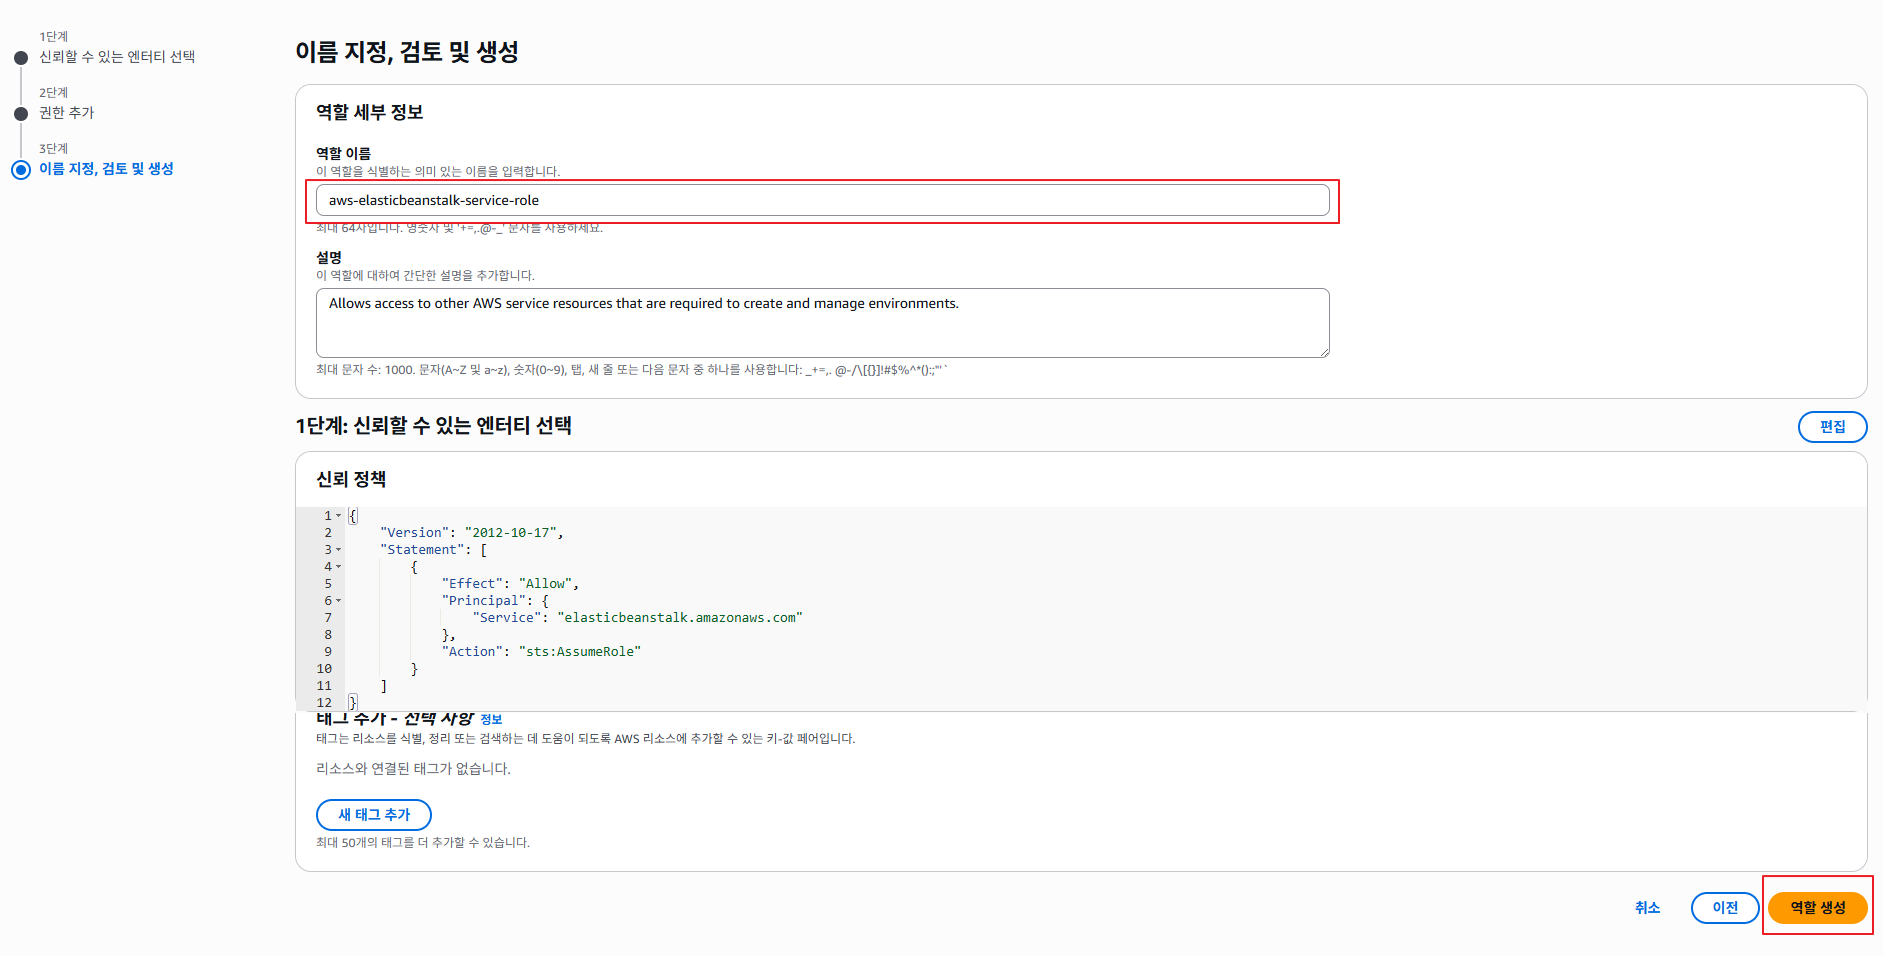 1단계
신뢰할 수 있는 엔터티 선택
2단계
권한 추가
3단계
이름 지정, 검토 및 생성
이름 지정, 검토 및 생성
역할 세부 정보
역할 이름
이 역할을 식별하는 의미 있는 이름을 입력합니다.
aws-elasticbeanstalk-service-role
최대 64자입니다. 영숫자 및 '+=,.@-_' 문자를 사용하세요.
설명
이 역할에 대하여 간단한 설명을 추가합니다.
Allows access to other AWS service resources that are required to create and manage environments.
최대 문자 수: 1000. 문자(A~Z 및 a~z), 숫자(0~9), 탭, 새 줄 또는 다음 문자 중 하나를 사용합니다: _+=,. @-/\[{}]!#$%^*();:"'`
1단계: 신뢰할 수 있는 엔터티 선택
편집
신뢰 정책
1 {
2 "Version": "2012-10-17",
3 "Statement": [
4 {
5 "Effect": "Allow",
6 "Principal": {
7 "Service": "elasticbeanstalk.amazonaws.com"
8 },
9 "Action": "sts:AssumeRole"
10 }
11 ]
12 }
태그 추가 - 선택 사항 정보
태그는 리소스를 식별, 정리 또는 검색하는 데 도움이 되도록 AWS 리소스에 추가할 수 있는 키-값 페어입니다.
리소스와 연결된 태그가 없습니다.
새 태그 추가
최대 50개의 태그를 더 추가할 수 있습니다.
취소
이전
역할 생성